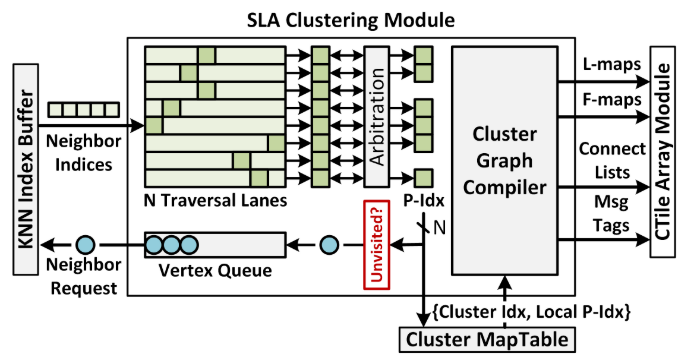 SLA Clustering Module
KNN Index Buffer
Neighbor
Indices
N Traversal Lanes
Arbitration
P-Idx
N
Unvisited?
Vertex Queue
Neighbor
Request
Cluster
Graph
Compiler
L-maps
F-maps
Connect
Lists
Msg
Tags
CTile Array Module
{Cluster Idx, Local P-Idx}
Cluster MapTable